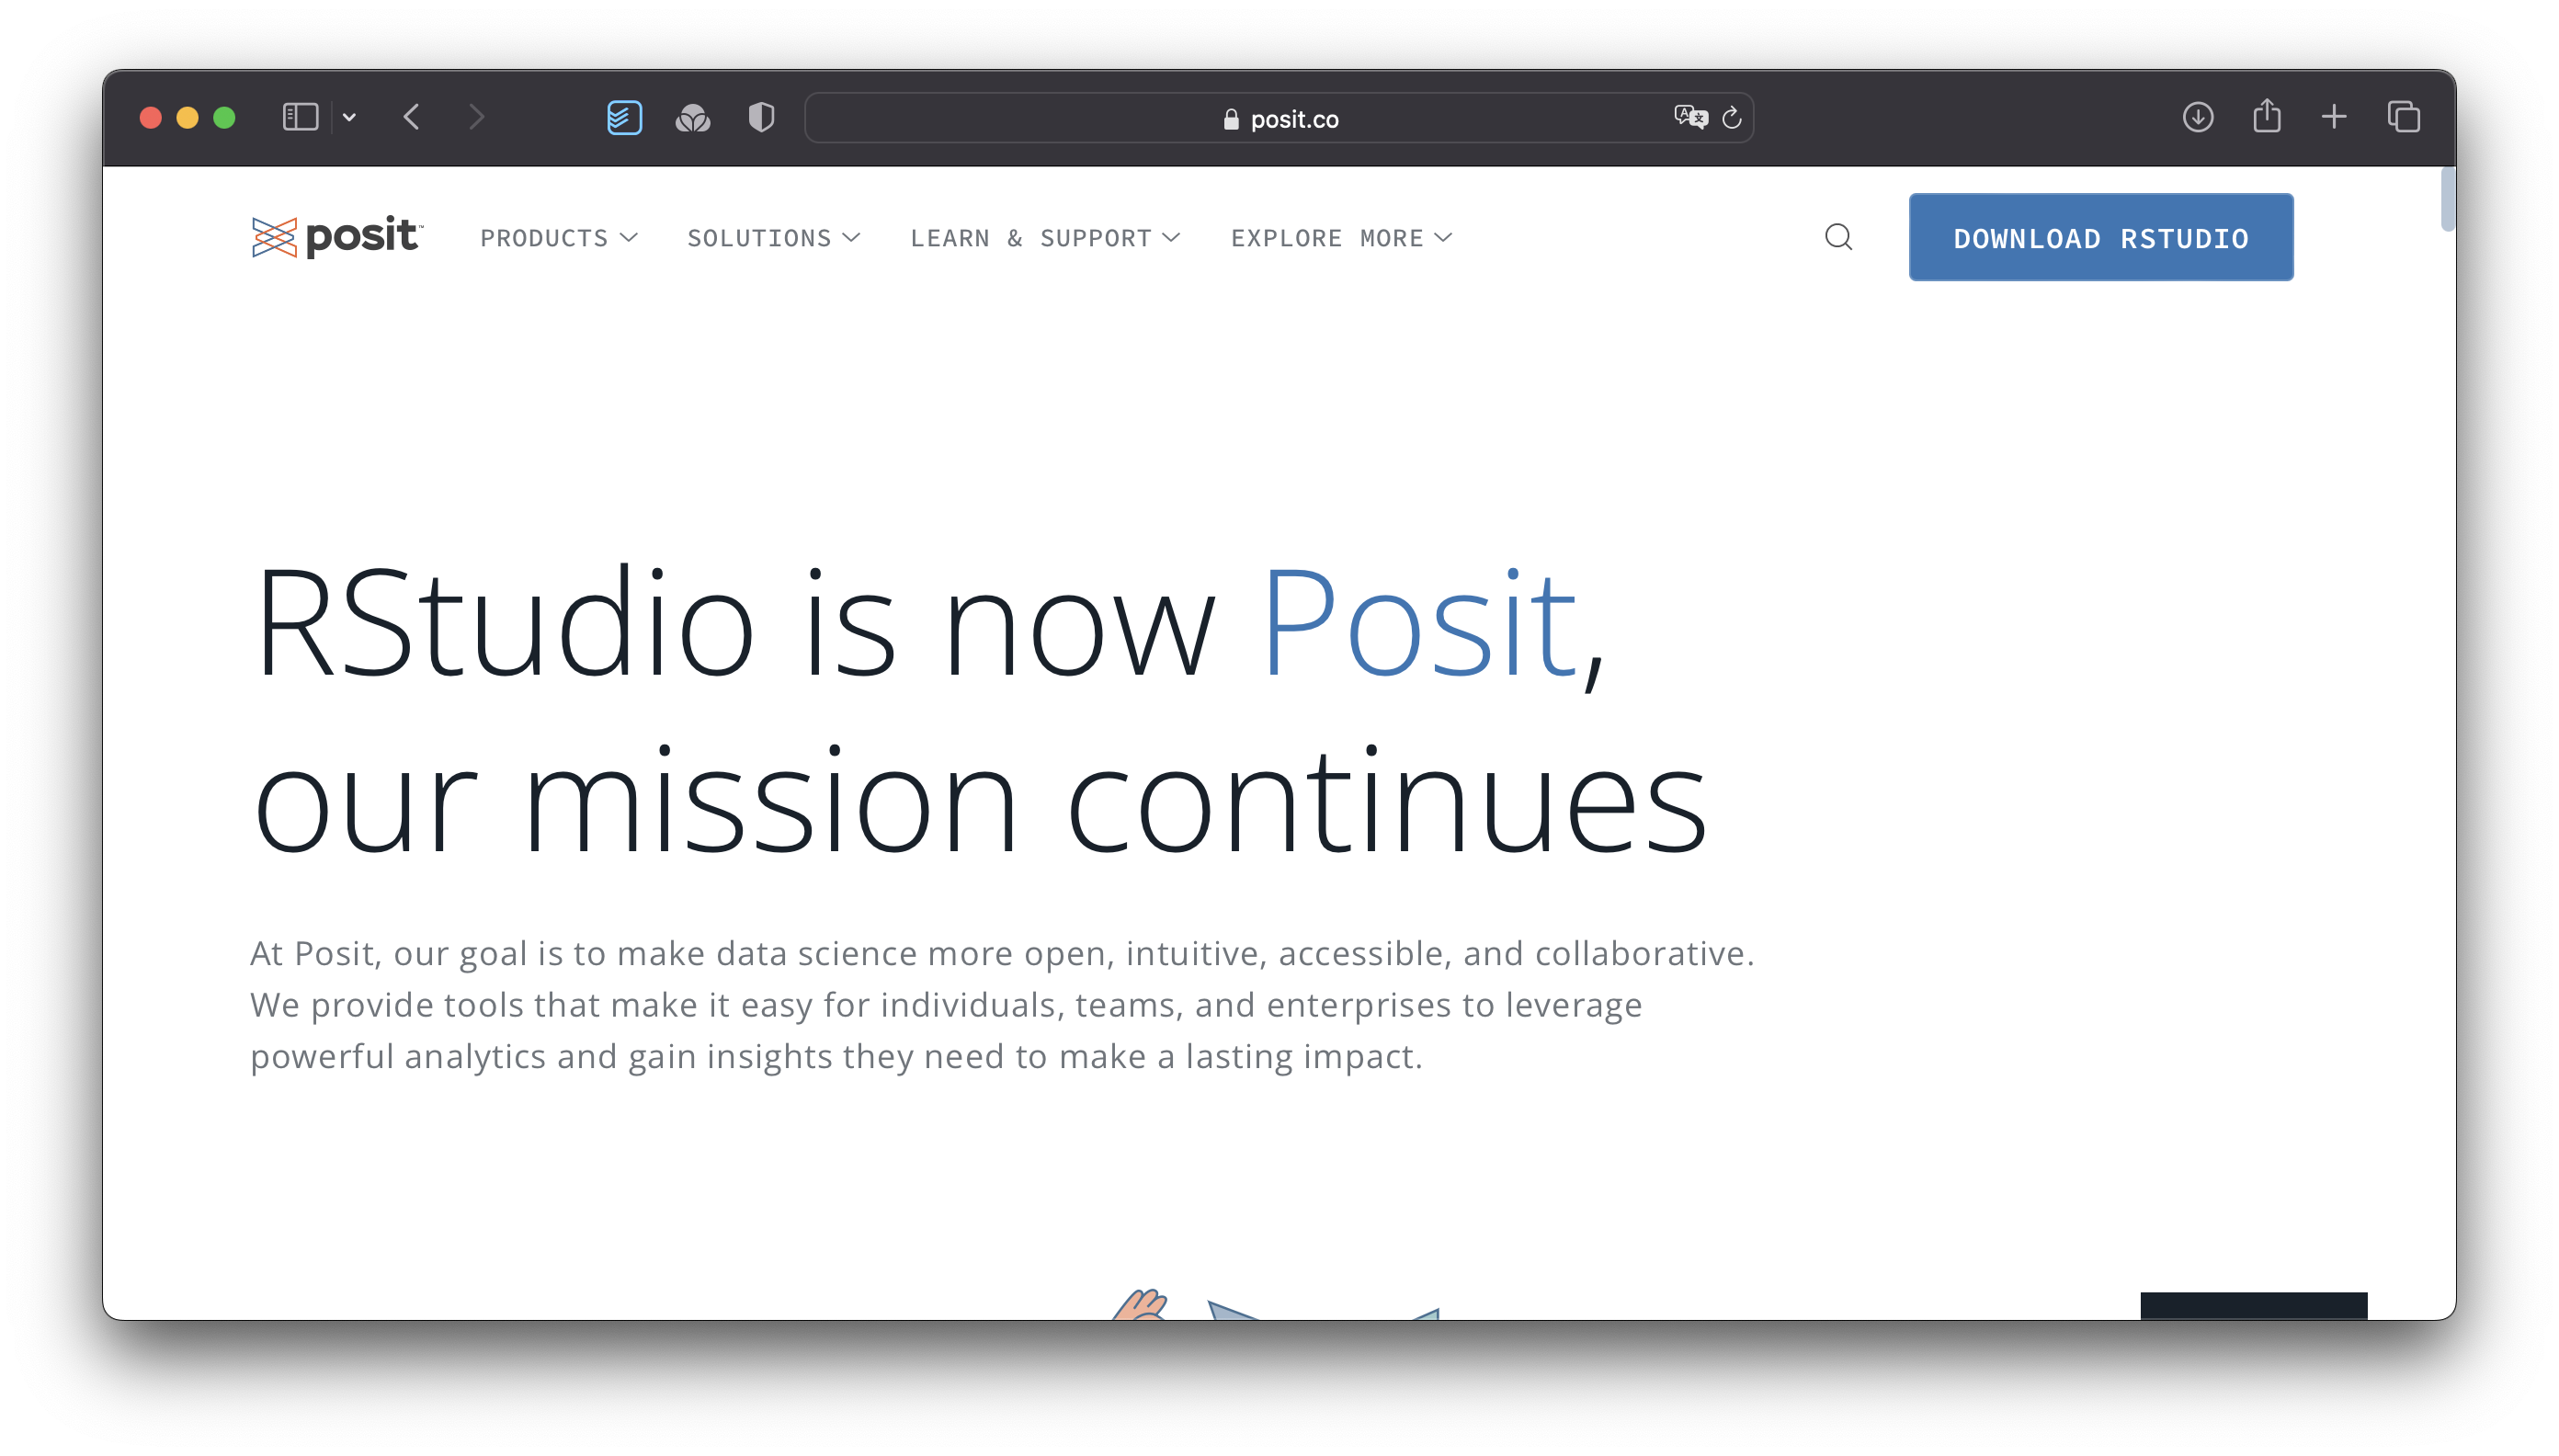 posit.co
posit™ PRODUCTS SOLUTIONS LEARN & SUPPORT EXPLORE MORE DOWNLOAD RSTUDIO
RStudio is now Posit,
our mission continues
At Posit, our goal is to make data science more open, intuitive, accessible, and collaborative.
We provide tools that make it easy for individuals, teams, and enterprises to leverage
powerful analytics and gain insights they need to make a lasting impact.